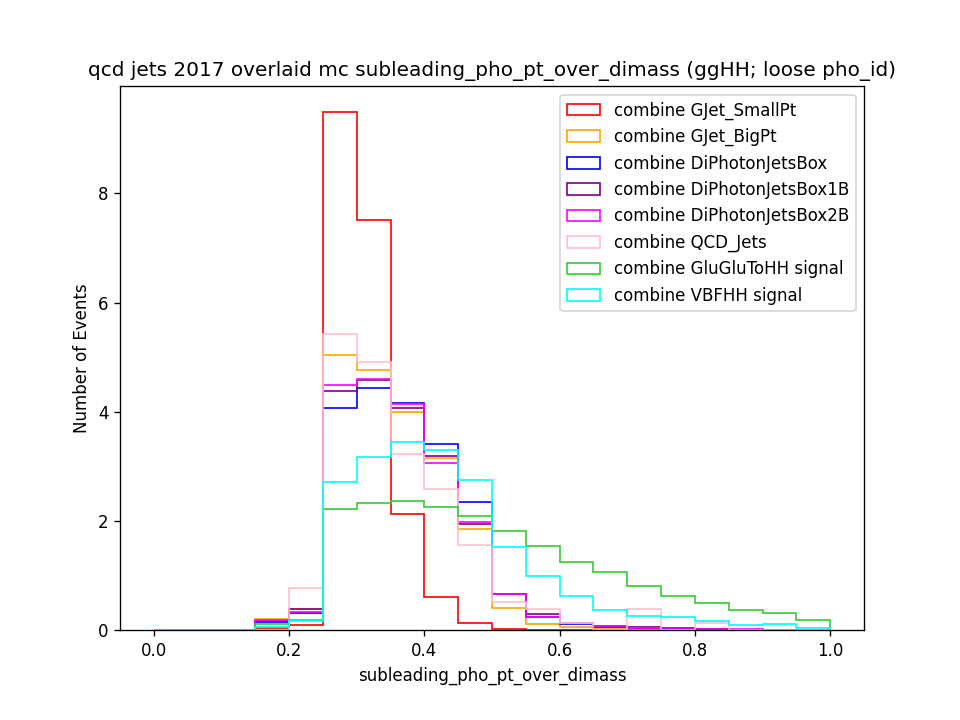 qcd jets 2017 overlaid mc subleading_pho_pt_over_dimass (ggHH; loose pho_id)
combine GJet_SmallPt
combine GJet_BigPt
combine DiPhotonJetsBox
combine DiPhotonJetsBox1B
combine DiPhotonJetsBox2B
combine QCD_Jets
combine GluGluToHH signal
combine VBFHH signal
Number of Events
8
6
4
2
0
0.0 0.2 0.4 0.6 0.8 1.0
subleading_pho_pt_over_dimass